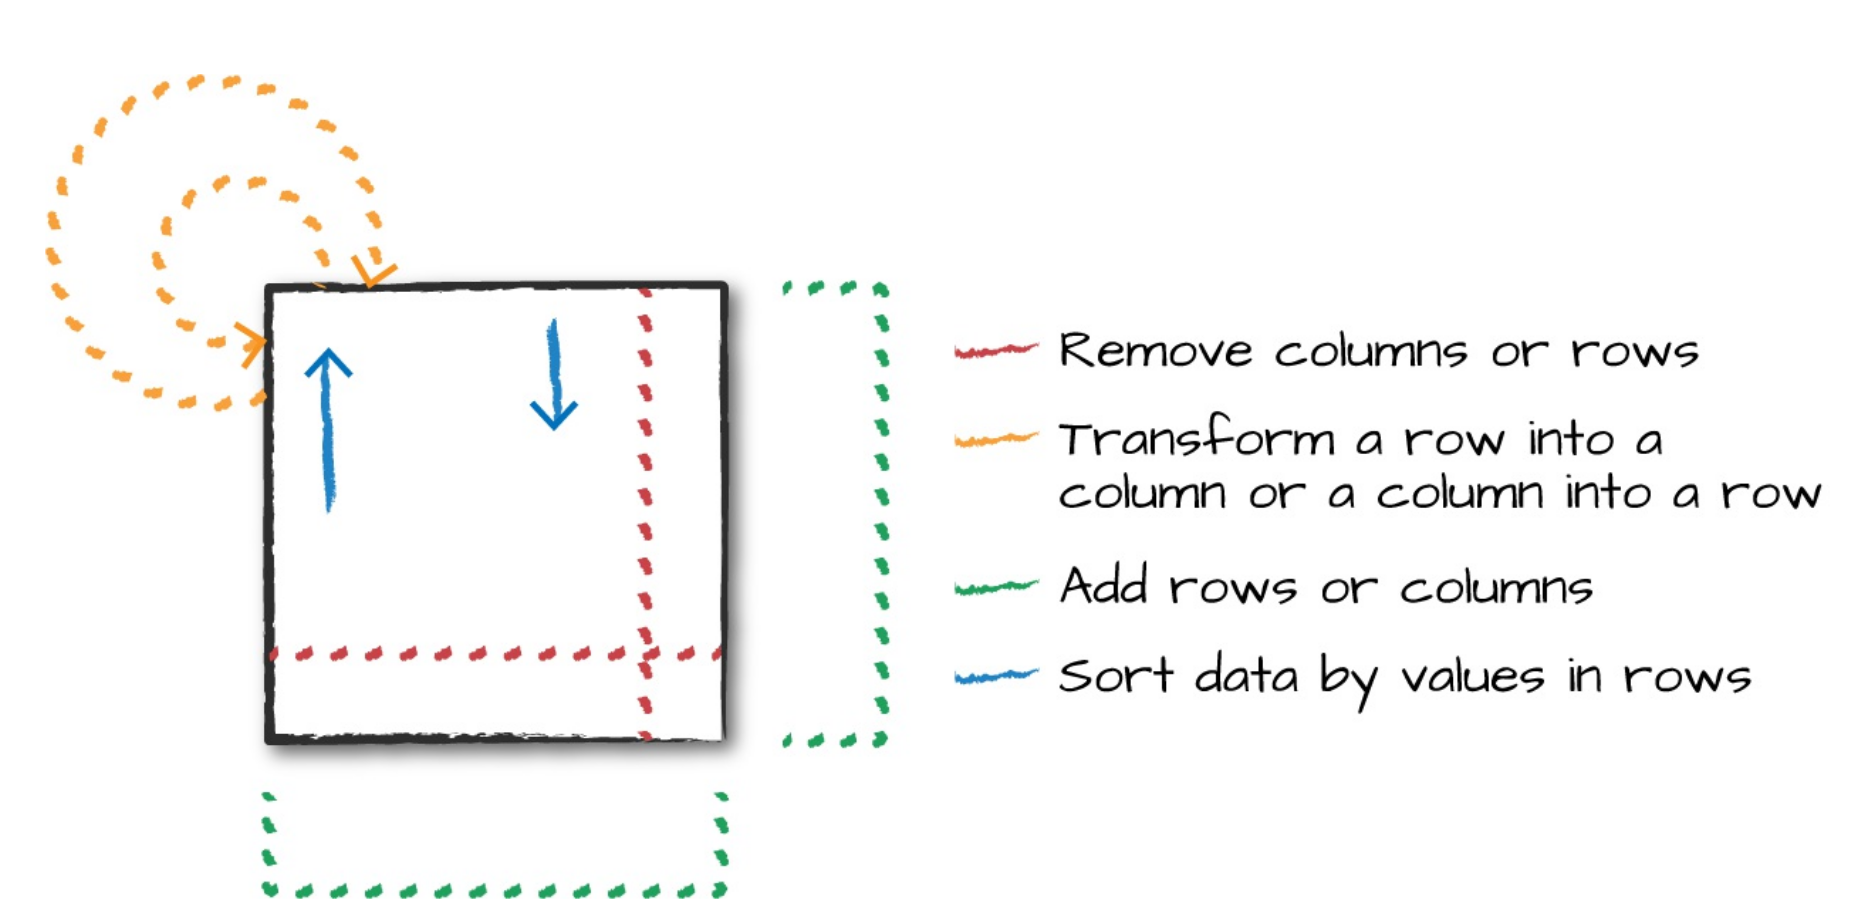 Remove columns or rows
Transform a row into a
column or a column into a row
Add rows or columns
Sort data by values in rows